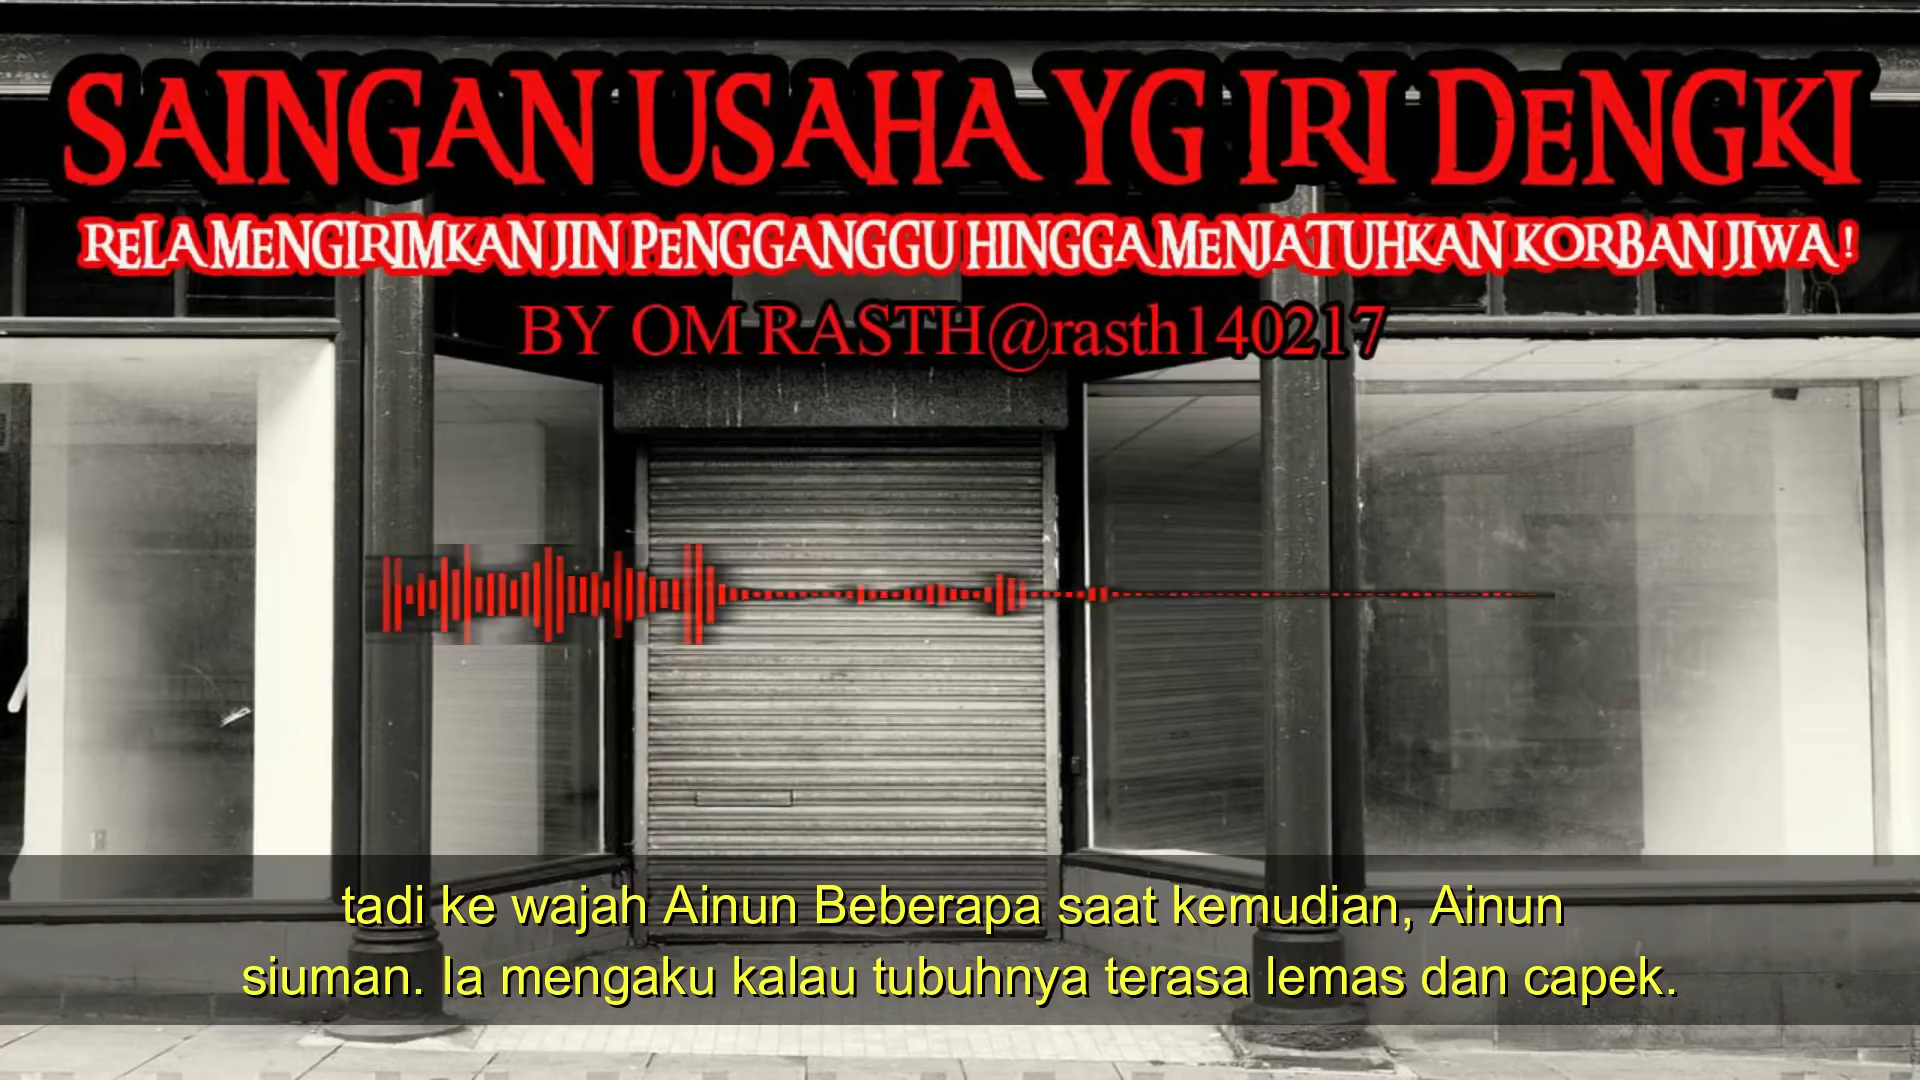 SAINGAN USAHA YG IRI DENGKI
RELA MENGIRIMKAN JIN PENGGANGGU HINGGA MENJATUHKAN KORBAN JIWA !
BY OM RASTH@rasth140217
tadi ke wajah Ainun Beberapa saat kemudian, Ainun
siuman. Ia mengaku kalau tubuhnya terasa lemas dan capek.